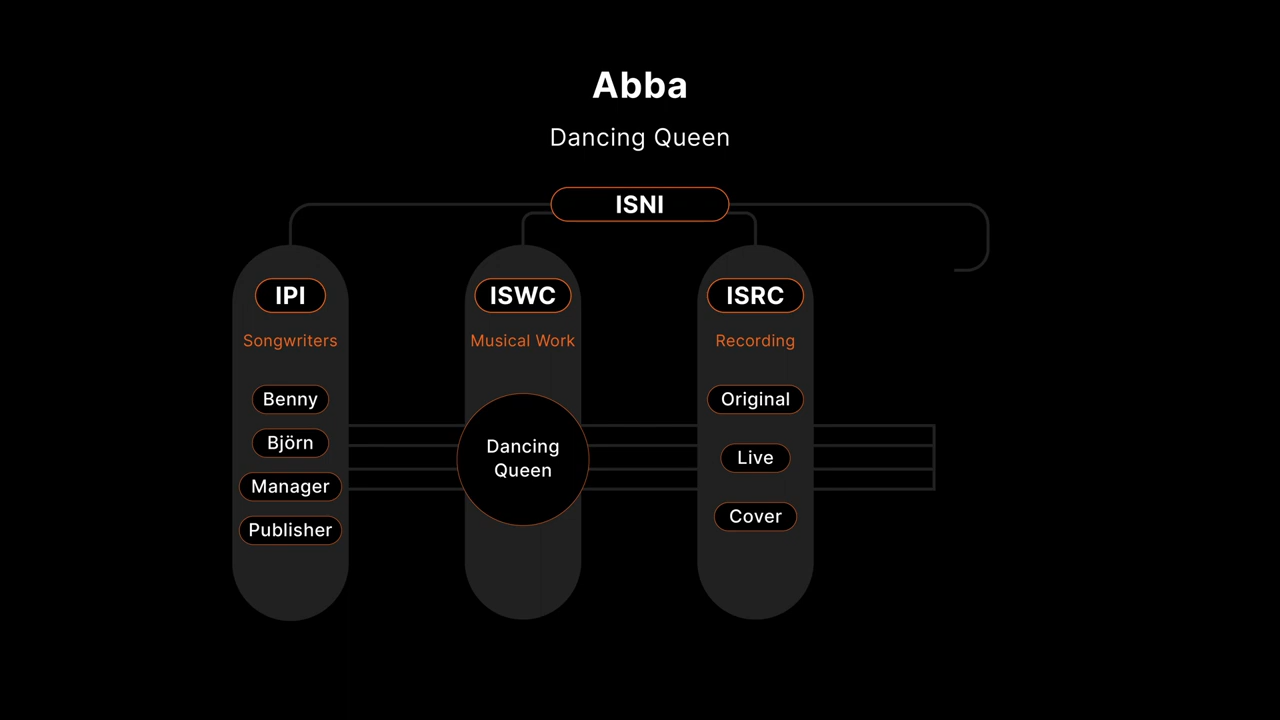 Abba
Dancing Queen
ISNI
IPI
Songwriters
Benny
Björn
Manager
Publisher
ISWC
Musical Work
Dancing
Queen
ISRC
Recording
Original
Live
Cover